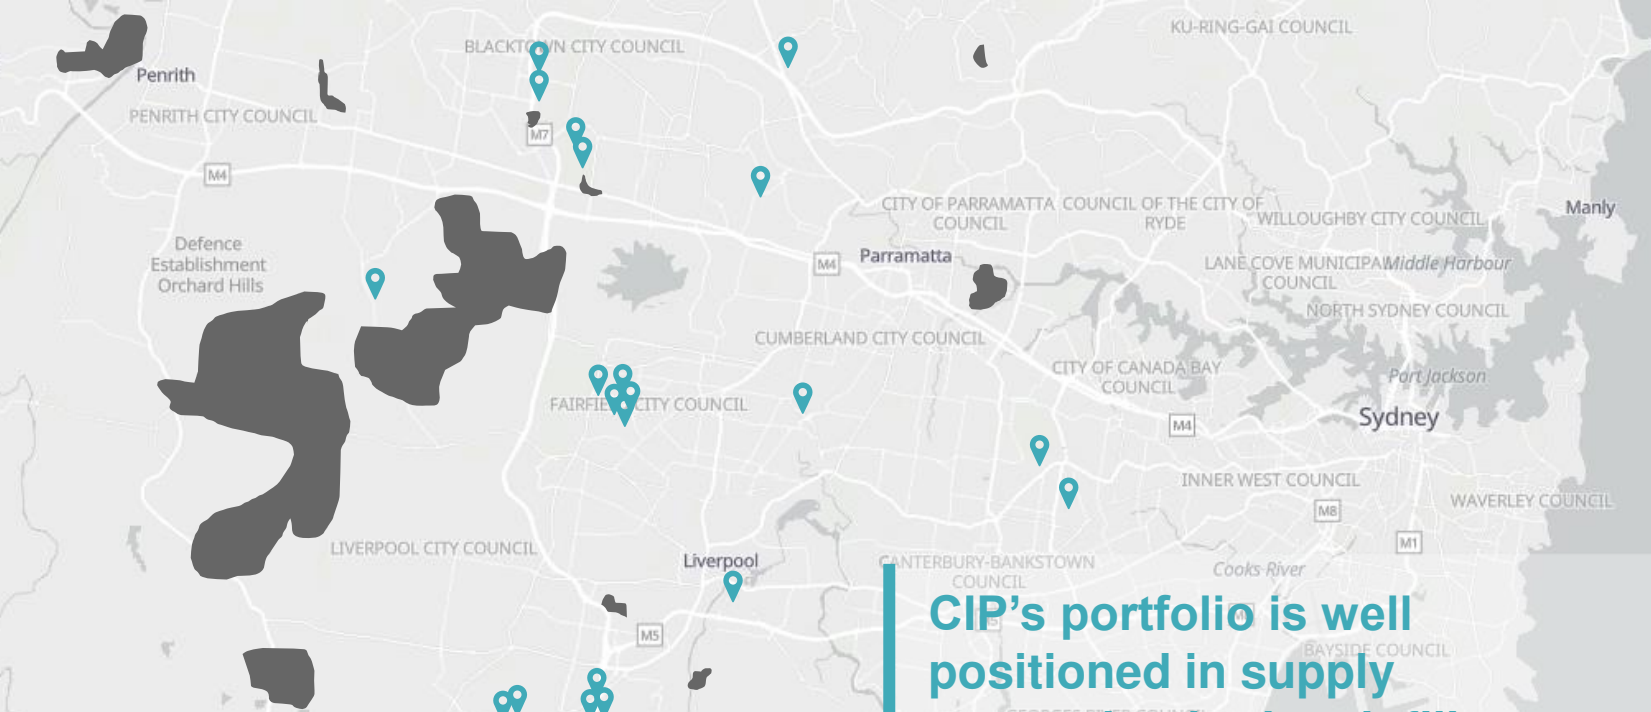 KU-RING-GAI COUNCIL
BLACKTOWN CITY COUNCIL
Penrith
PENRITH CITY COUNCIL
M7
M4
CITY OF PARRAMATTA
COUNCIL
COUNCIL OF THE CITY OF
RYDE
WILLOUGHBY CITY COUNCIL
Manly
Defence
Establishment
Orchard Hills
M4
Parramatta
LANE COVE MUNICIPA
COUNCIL
Middle Harbour
NORTH SYDNEY COUNCIL
CUMBERLAND CITY COUNCIL
CITY OF CANADA BAY
COUNCIL
Port Jackson
FAIRFIELD CITY COUNCIL
Sydney
M4
INNER WEST COUNCIL
WAVERLEY COUNCIL
M8
M1
LIVERPOOL CITY COUNCIL
Liverpool
CANTERBURY-BANKSTOWN
COUNCIL
Cooks River
M5
CIP's portfolio is well
positioned in supply
BAYSIDE COUNCIL